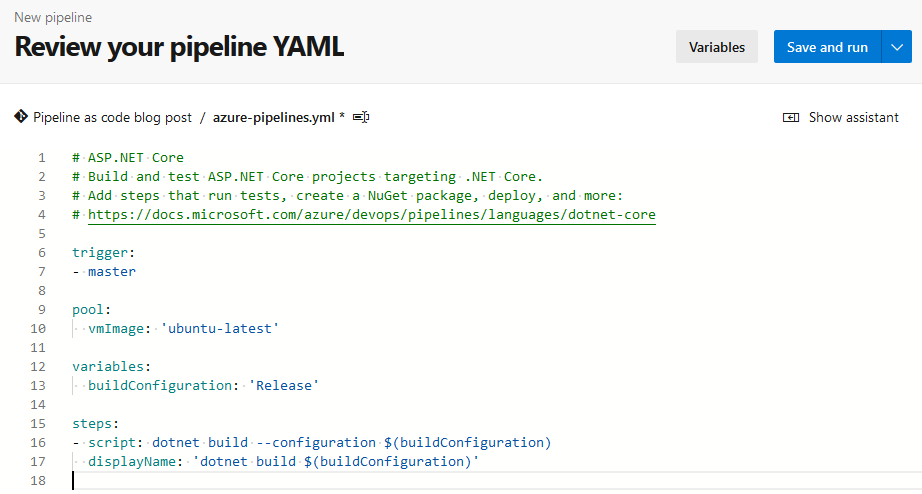 New pipeline
Review your pipeline YAML
Variables
Save and run
Pipeline as code blog post / azure-pipelines.yml *
Show assistant
1 # ASP.NET Core
2 # Build and test ASP.NET Core projects targeting .NET Core.
3 # Add steps that run tests, create a NuGet package, deploy, and more:
4 # https://docs.microsoft.com/azure/devops/pipelines/languages/dotnet-core
5
6 trigger:
7 - master
8
9 pool:
10   vmImage: 'ubuntu-latest'
11
12 variables:
13   buildConfiguration: 'Release'
14
15 steps:
16 - script: dotnet build --configuration $(buildConfiguration)
17   displayName: 'dotnet build $(buildConfiguration)'
18